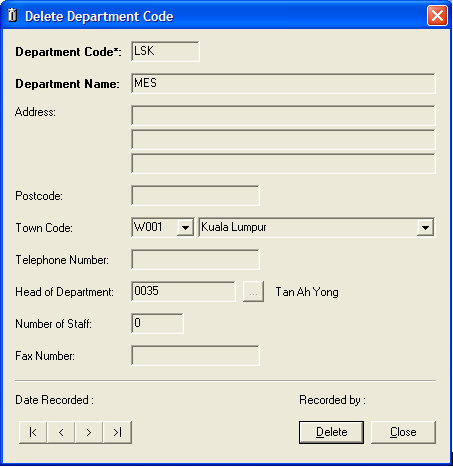 Delete Department Code
Department Code*: LSK
Department Name: MES
Address:
Postcode:
Town Code: W001 Kuala Lumpur
Telephone Number:
Head of Department: 0035 ... Tan Ah Yong
Number of Staff: 0
Fax Number:
Date Recorded : Recorded by :
|< < > >| Delete Close